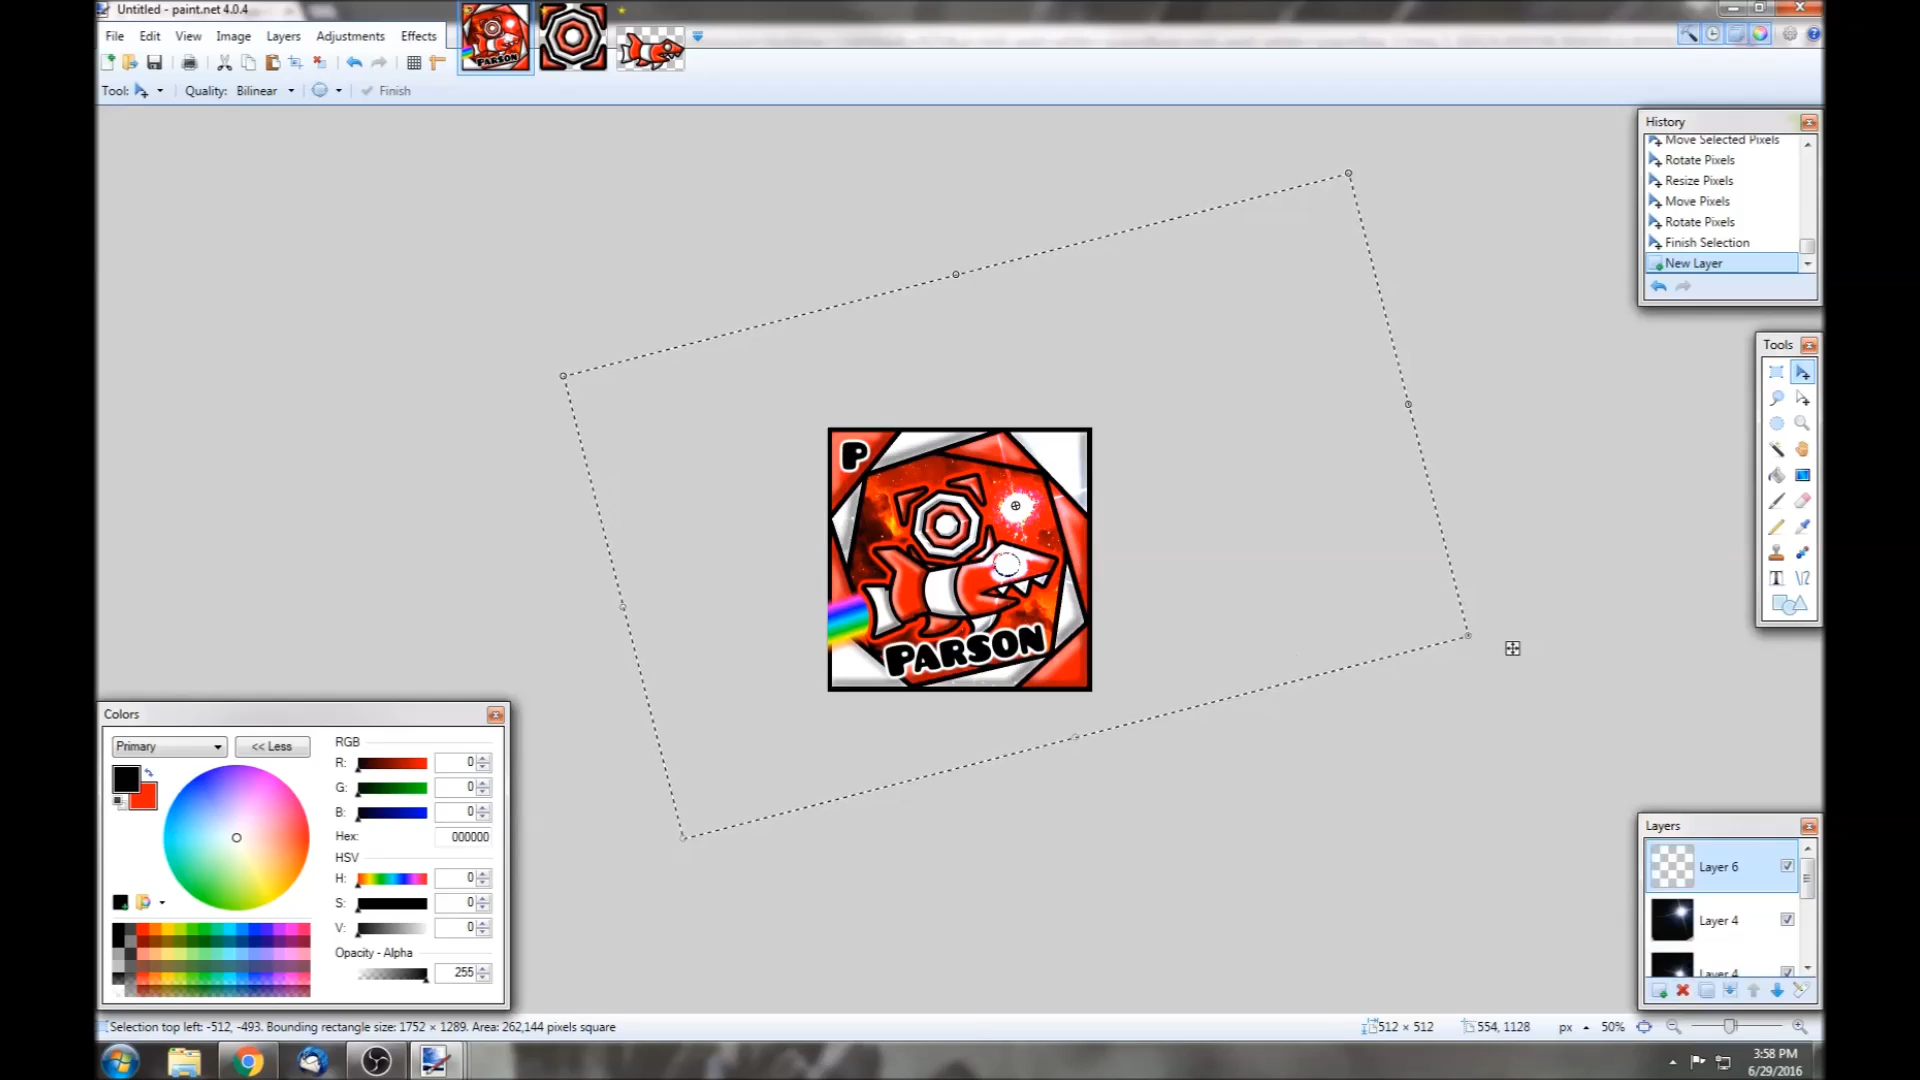 Untitled - paint.net 4.0.4
File Edit View Image Layers Adjustments Effects
Tool: Quality: Bilinear Finish
History
Move Selected Pixels
Rotate Pixels
Resize Pixels
Move Pixels
Rotate Pixels
Finish Selection
New Layer
Tools
P
PARSON
Colors
Primary
<< Less
RGB
R: 0
G: 0
B: 0
Hex: 000000
HSV
H: 0
S: 0
V: 0
Opacity - Alpha
255
Layers
Layer 6
Layer 4
Layer 4
Selection top left: -512, -493. Bounding rectangle size: 1752 × 1289. Area: 262,144 pixels square
512 × 512 554, 1128 px 50%
3:58 PM
6/29/2016